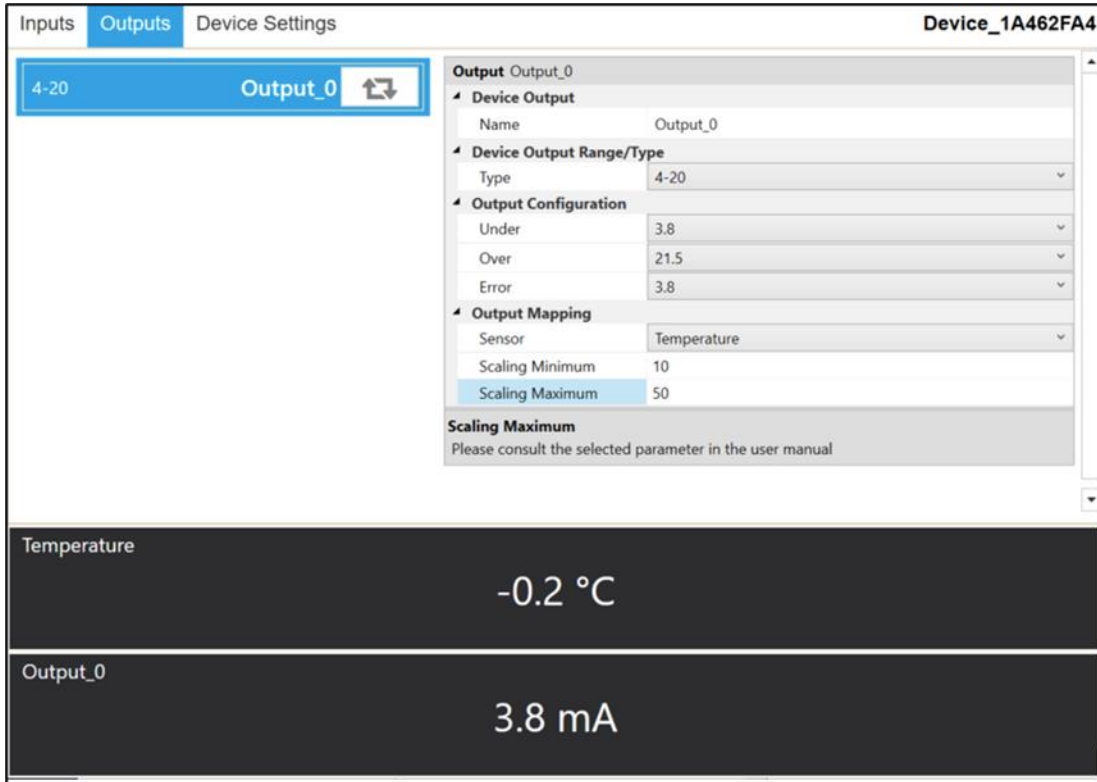 Inputs Outputs Device Settings Device_1A462FA4
4-20 Output_0
Output Output_0
Device Output
Name Output_0
Device Output Range/Type
Type 4-20
Output Configuration
Under 3.8
Over 21.5
Error 3.8
Output Mapping
Sensor Temperature
Scaling Minimum 10
Scaling Maximum 50
Scaling Maximum
Please consult the selected parameter in the user manual
Temperature
-0.2 °C
Output_0
3.8 mA